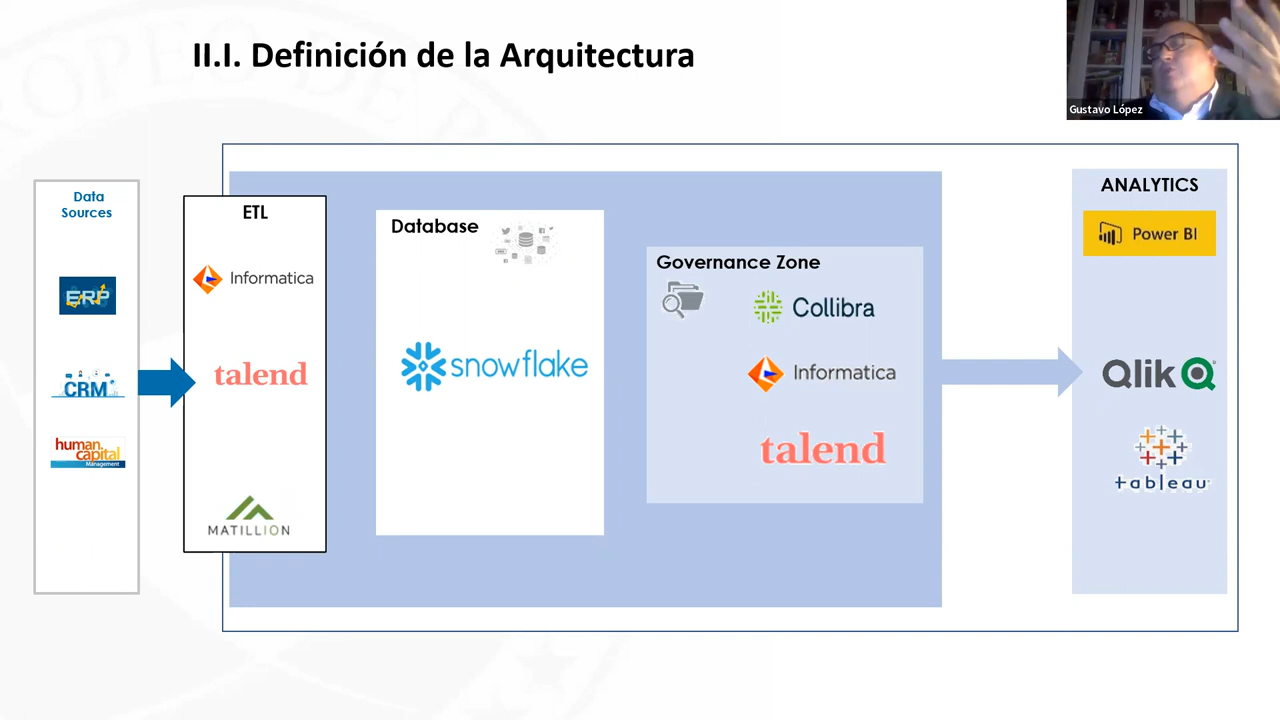 II.I. Definición de la Arquitectura
Gustavo López
Data
Sources
ERP
CRM
human.
capital
Management
ETL
Informatica
talend
MATILLION
Database
snowflake
Governance Zone
Collibra
Informatica
talend
ANALYTICS
Power BI
Qlik
tableau